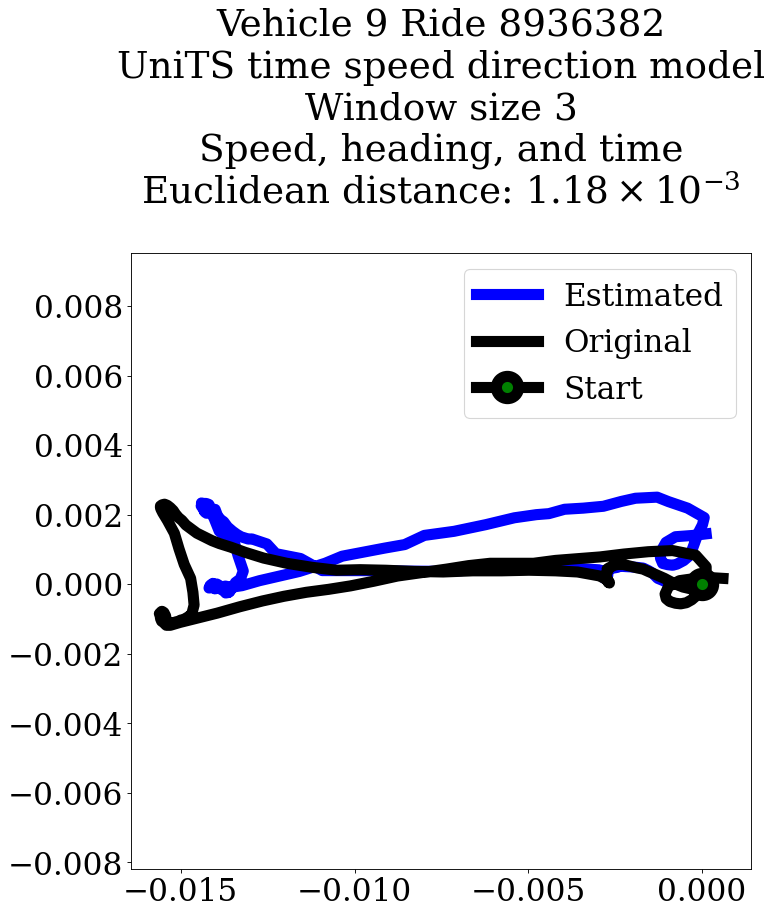 Vehicle 9 Ride 8936382
UniTS time speed direction model
Window size 3
Speed, heading, and time
Euclidean distance: 1.18 × 10⁻³
Estimated
Original
Start
0.008
0.006
0.004
0.002
0.000
−0.002
−0.004
−0.006
−0.008
−0.015 −0.010 −0.005 0.000